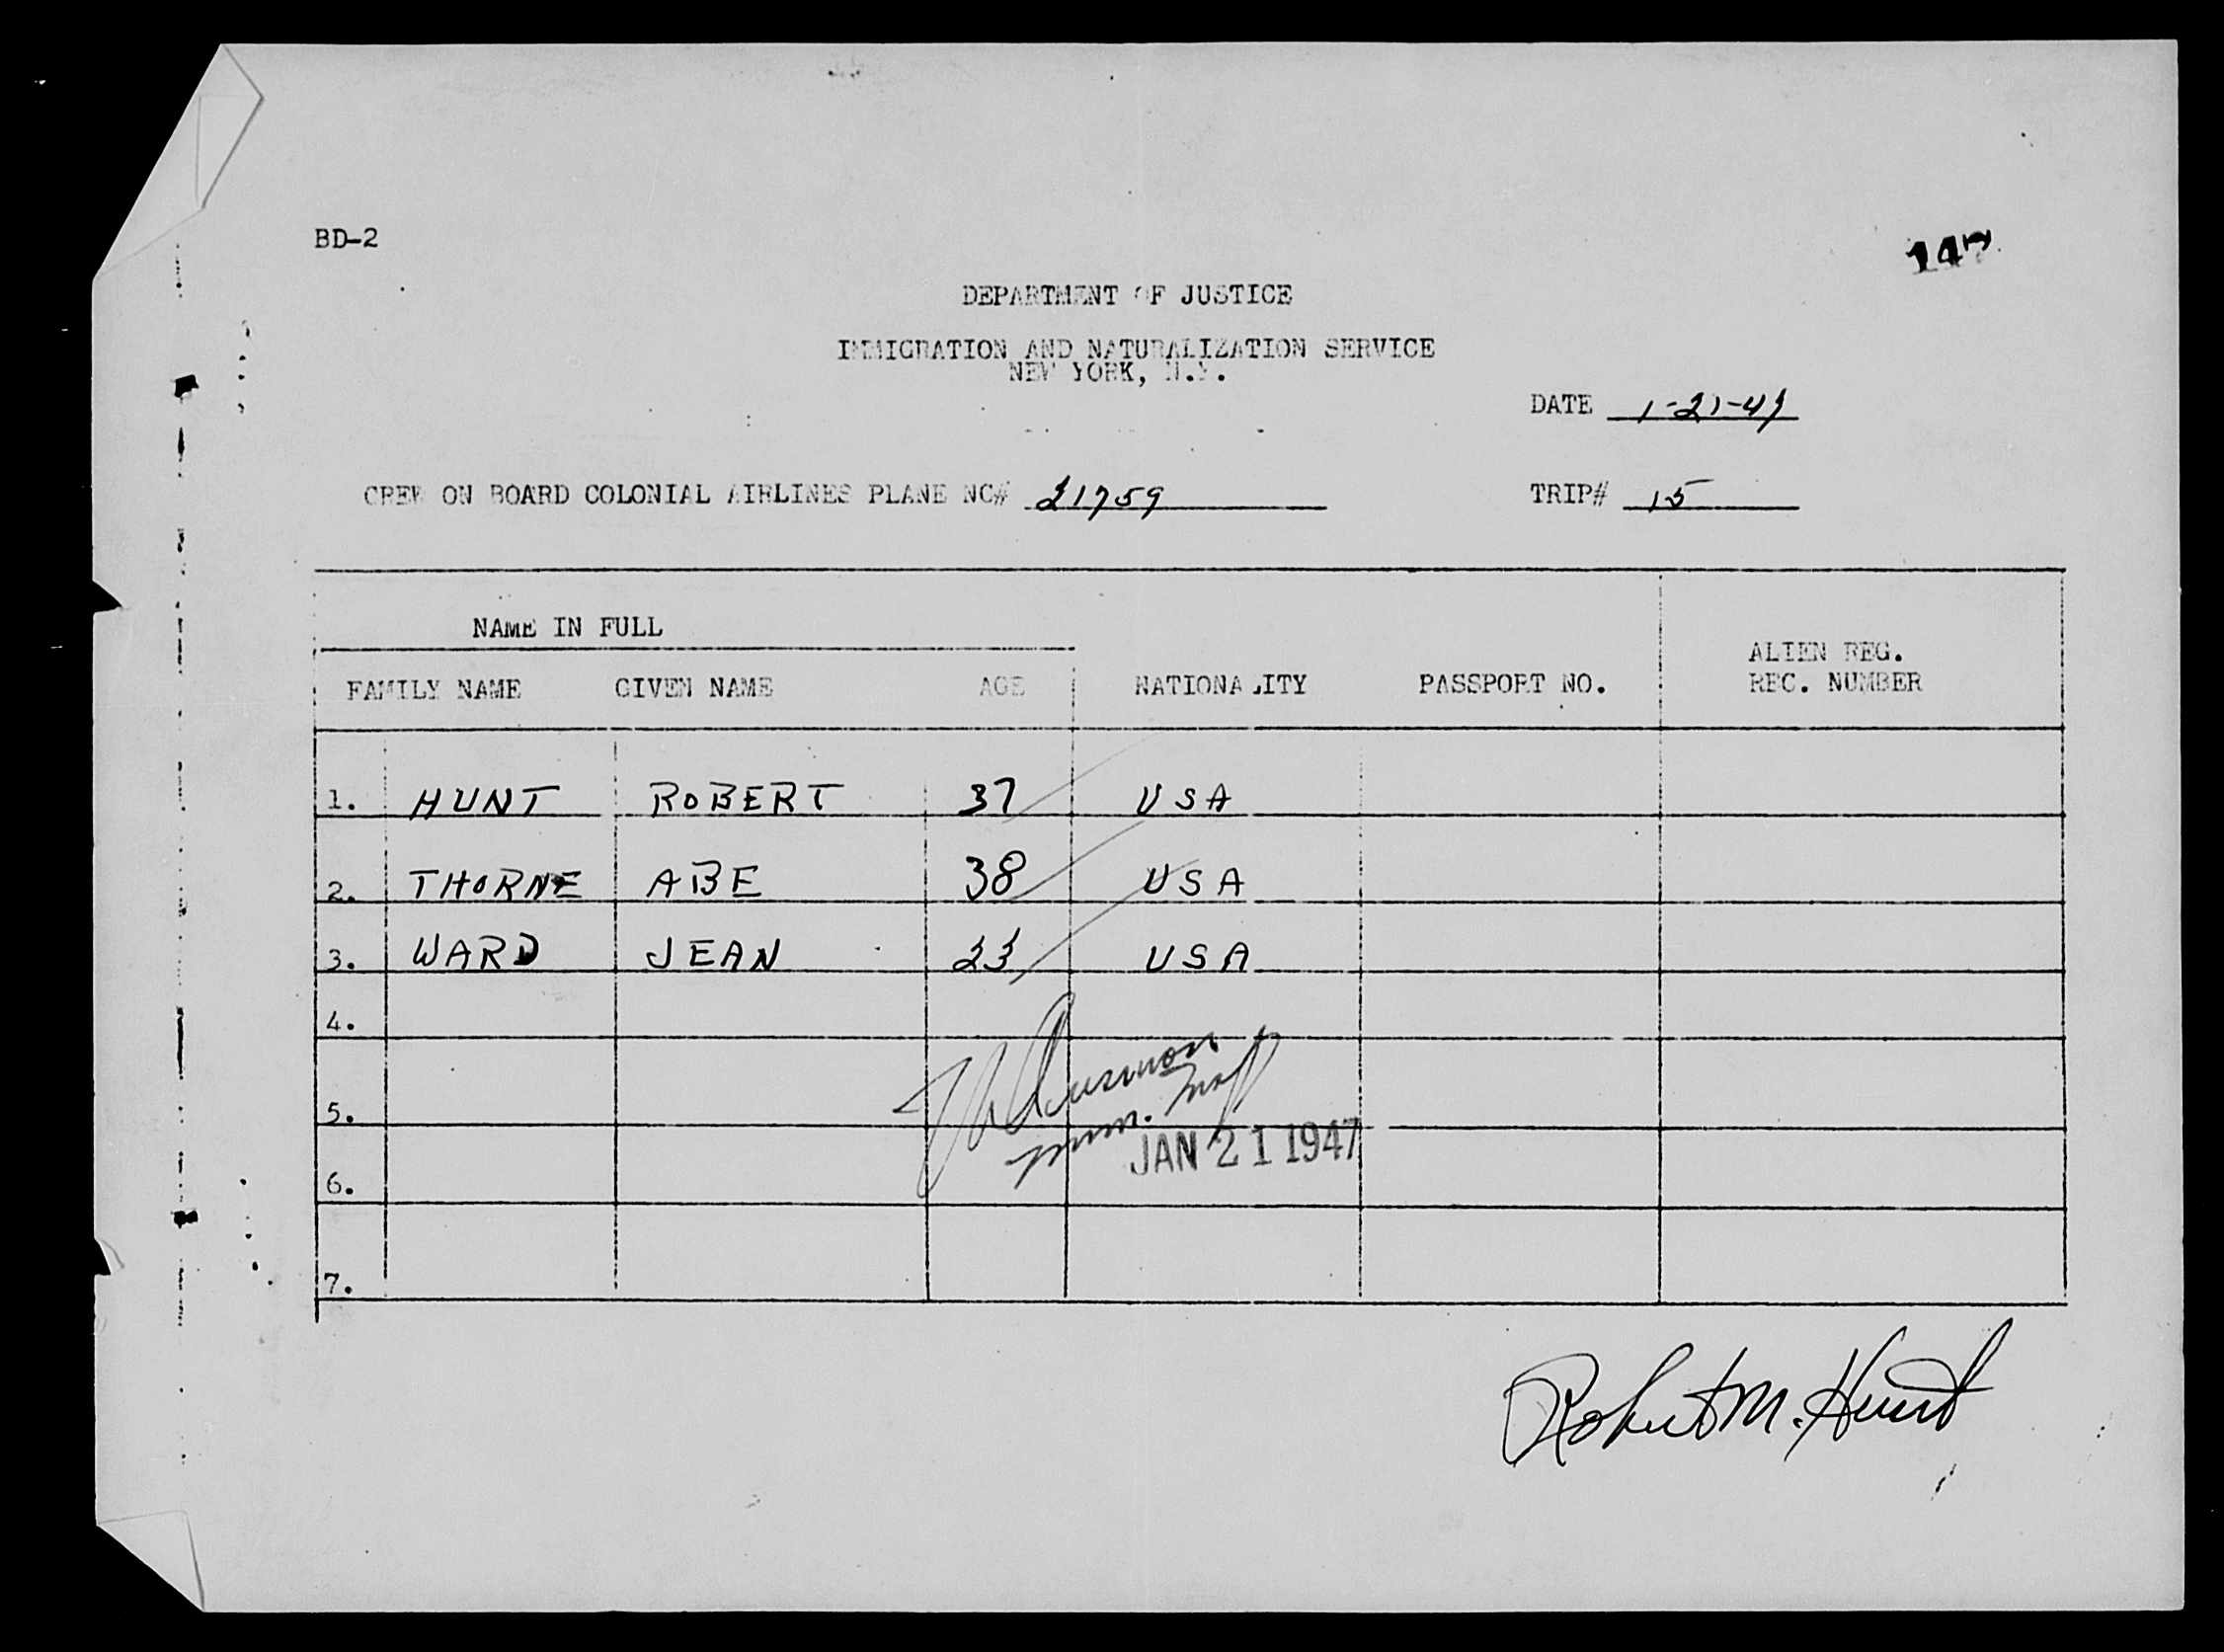 BD-2
147
DEPARTMENT OF JUSTICE
IMMIGRATION AND NATURALIZATION SERVICE
NEW YORK, N.Y.
DATE 1-21-47
CREW ON BOARD COLONIAL AIRLINES PLANE NC# 21759 TRIP# 15
NAME IN FULL
FAMILY NAME GIVEN NAME AGE NATIONALITY PASSPORT NO. ALIEN REG. REC. NUMBER
1. HUNT ROBERT 37 USA
2. THORNE ABE 38 USA
3. WARD JEAN 23 USA
4.
5.
JAN 21 1947
6.
7.
Robert M. Hunt